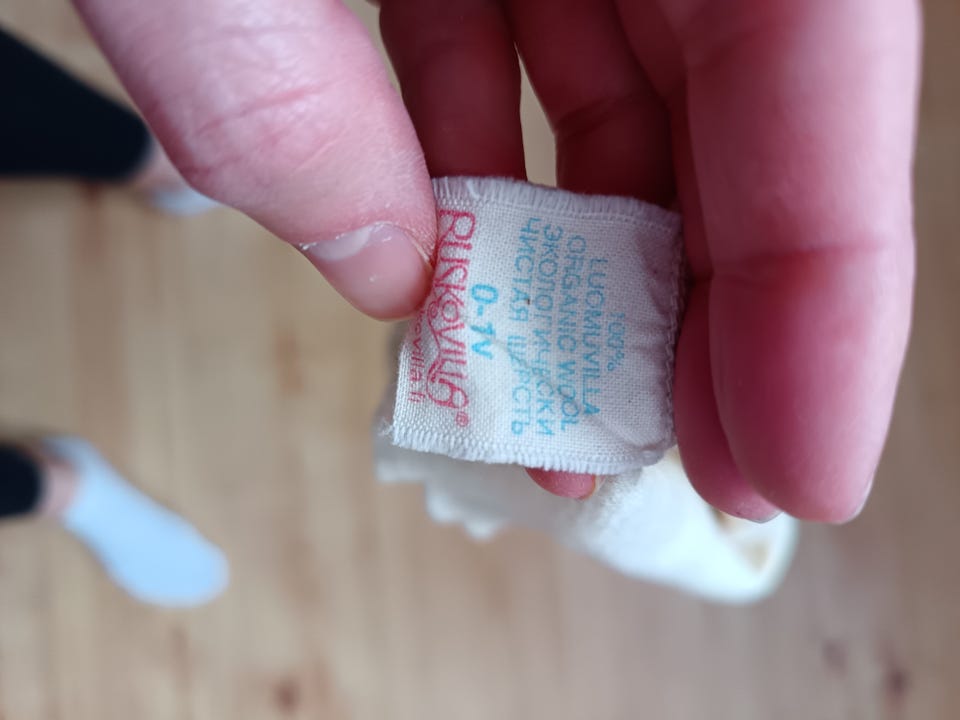 100%
LUOMUVILLA
ORGANIC WOOL
ЭКОЛОГИЧЕСКИ
ЧИСТАЯ ШЕРСТЬ
0-1V
RUSKOVILLA®